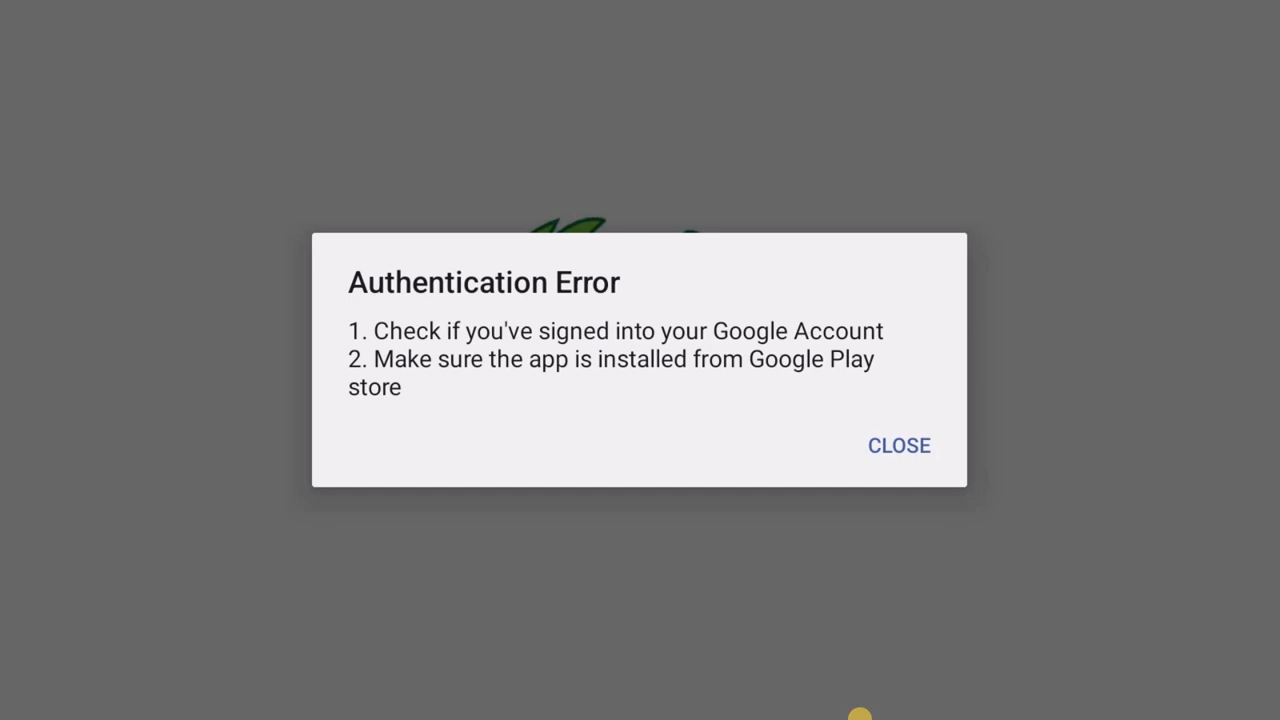 Authentication Error
1. Check if you've signed into your Google Account
2. Make sure the app is installed from Google Play
store
CLOSE